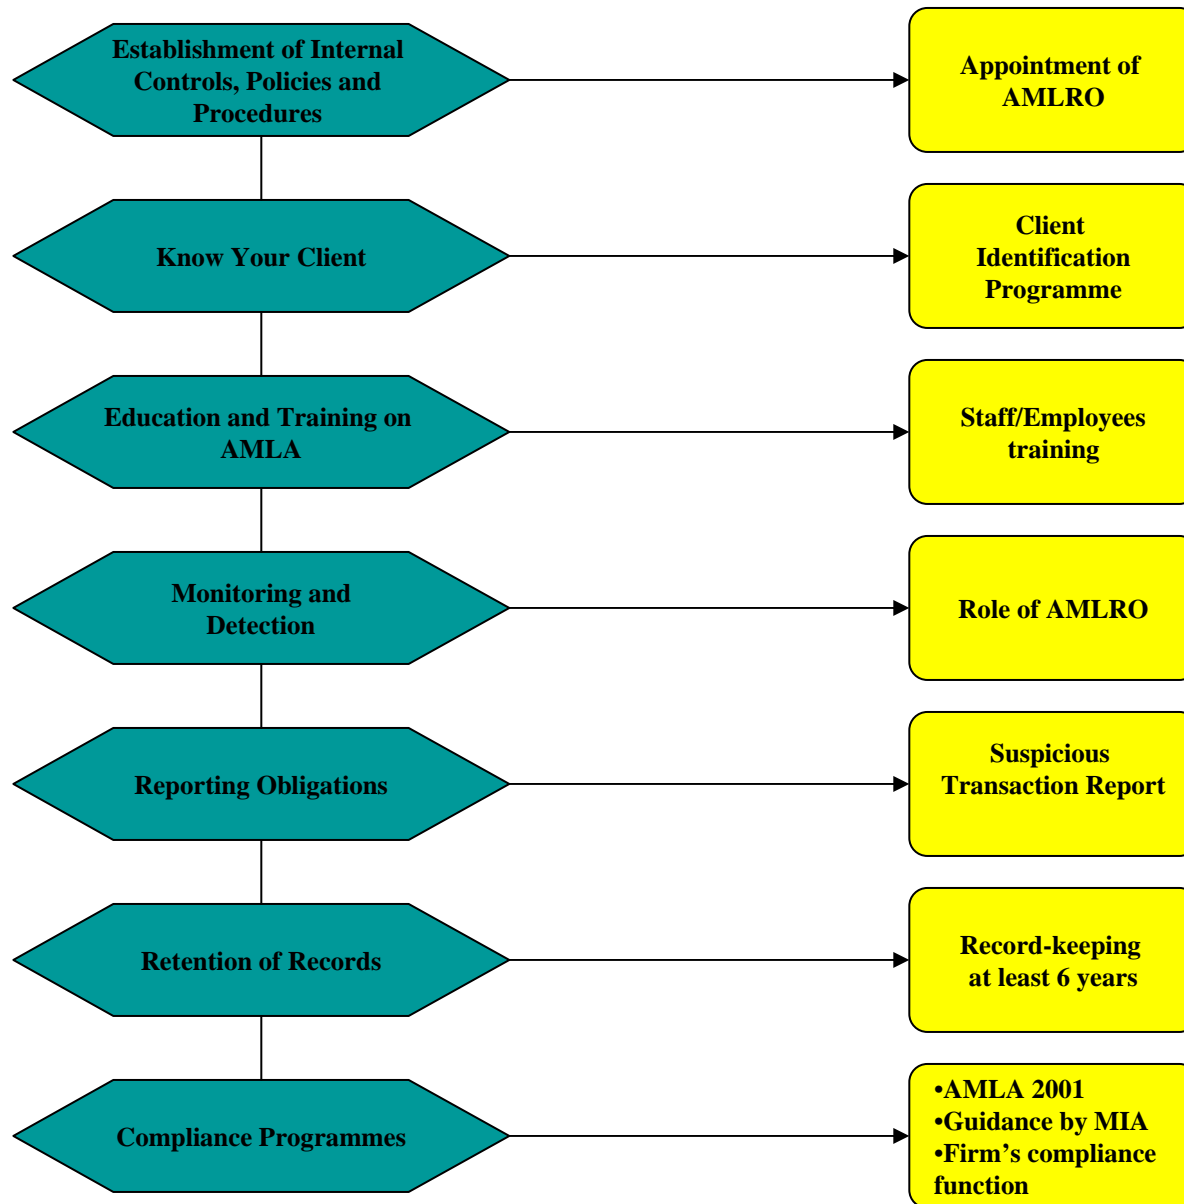 Establishment of Internal
Controls, Policies and
Procedures
Appointment of
AMLRO
Know Your Client
Client
Identification
Programme
Education and Training on
AMLA
Staff/Employees
training
Monitoring and
Detection
Role of AMLRO
Reporting Obligations
Suspicious
Transaction Report
Retention of Records
Record-keeping
at least 6 years
Compliance Programmes
•AMLA 2001
•Guidance by MIA
•Firm’s compliance
function